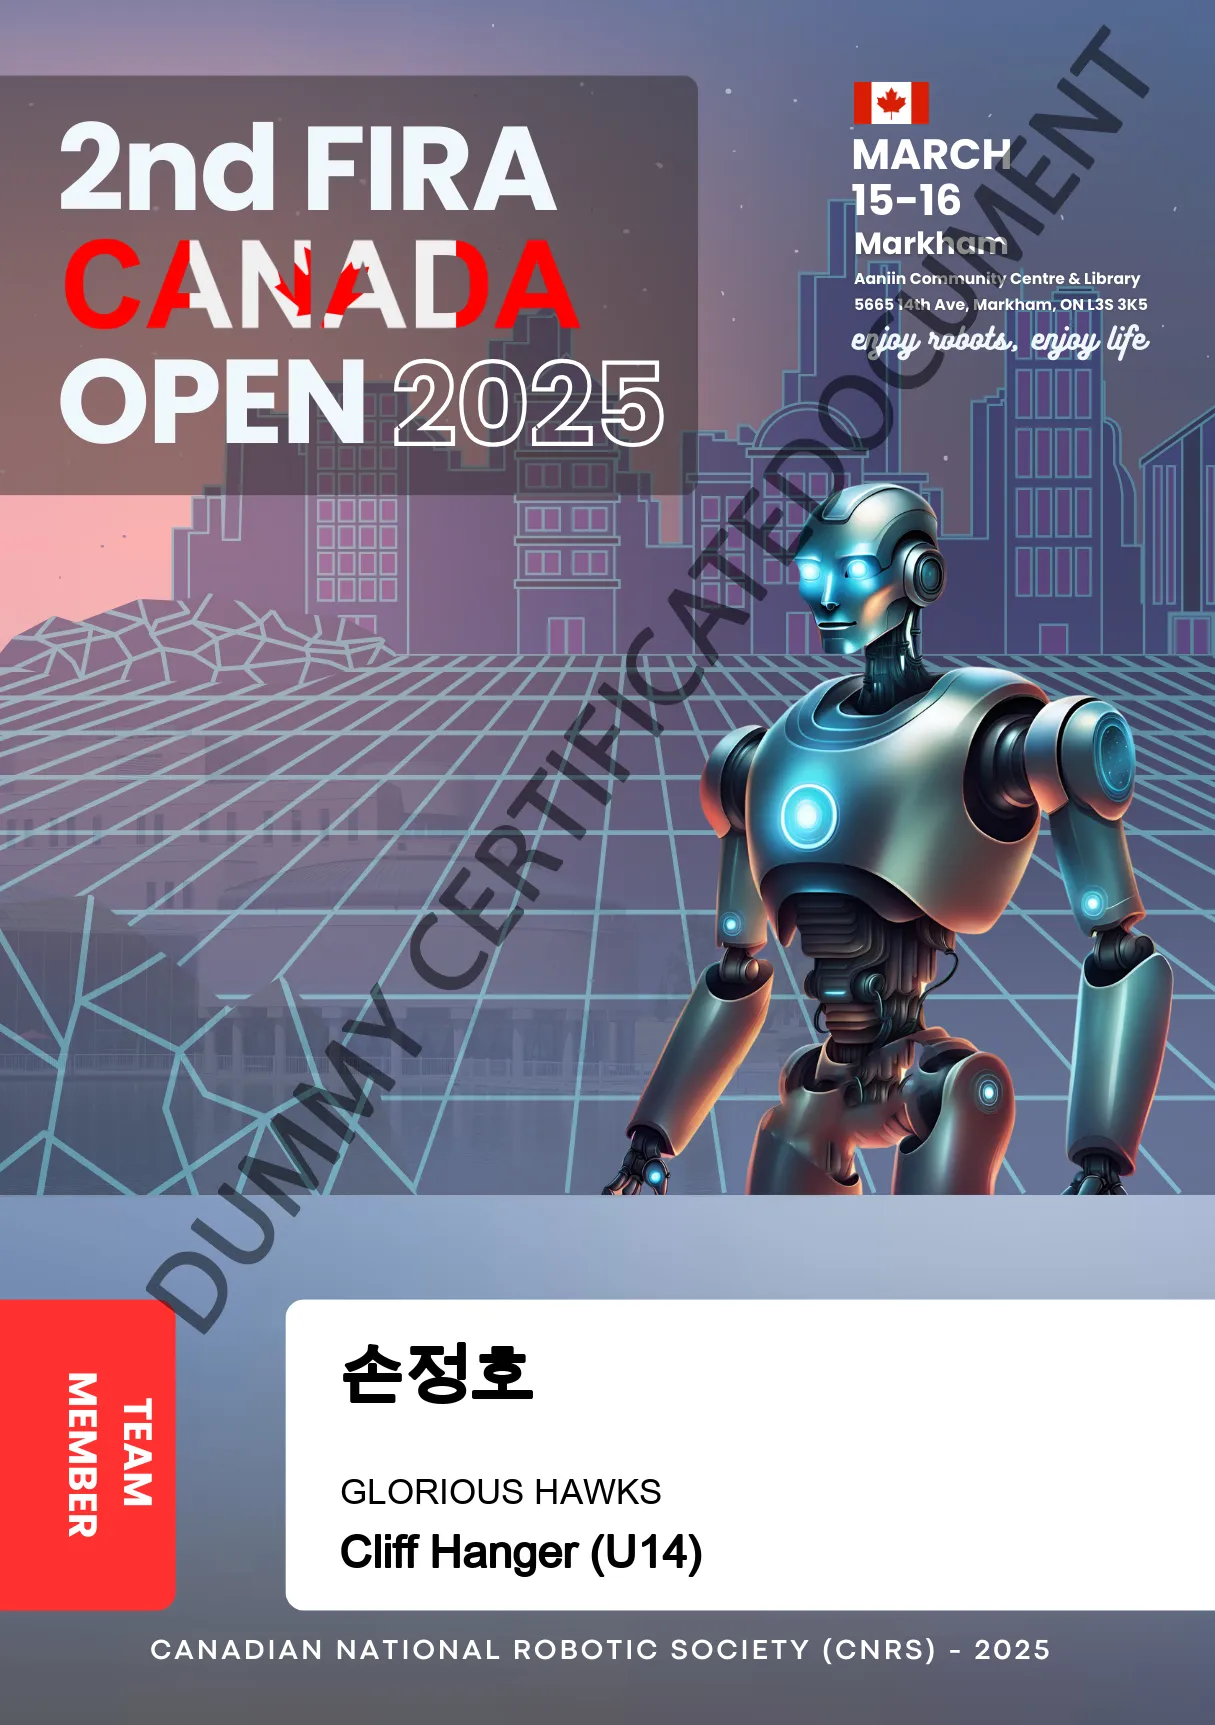 2nd FIRA
CANADA
OPEN 2025
MARCH
15-16
Markham
Aaniin Community Centre & Library
5665 14th Ave, Markham, ON L3S 3K5
enjoy robots, enjoy life
DUMMY CERTIFICATEDOCUMENT
TEAM
MEMBER
손정호
GLORIOUS HAWKS
Cliff Hanger (U14)
CANADIAN NATIONAL ROBOTIC SOCIETY (CNRS) - 2025